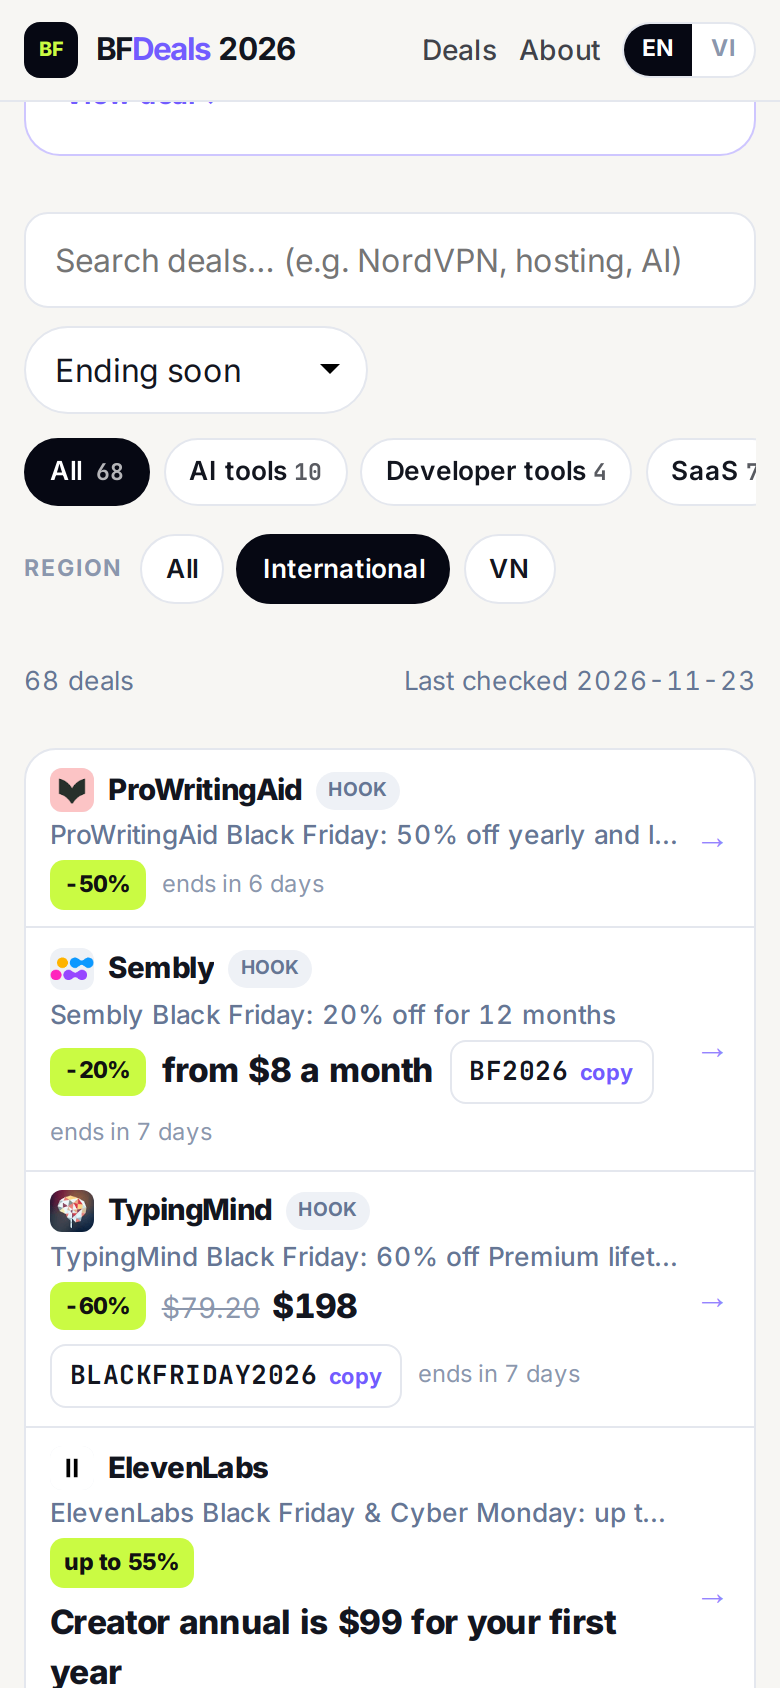 BF BFDeals 2026 Deals About EN VI
Search deals... (e.g. NordVPN, hosting, AI)
Ending soon
All 68 AI tools 10 Developer tools 4 SaaS 7
REGION All International VN
68 deals Last checked 2026-11-23
ProWritingAid HOOK
ProWritingAid Black Friday: 50% off yearly and l...
→
-50% ends in 6 days
Sembly HOOK
Sembly Black Friday: 20% off for 12 months
→
-20% from $8 a month BF2026 copy
ends in 7 days
TypingMind HOOK
TypingMind Black Friday: 60% off Premium lifet...
-60% $79.20 $198 →
BLACKFRIDAY2026 copy ends in 7 days
ElevenLabs
ElevenLabs Black Friday & Cyber Monday: up t...
up to 55%
→
Creator annual is $99 for your first
year